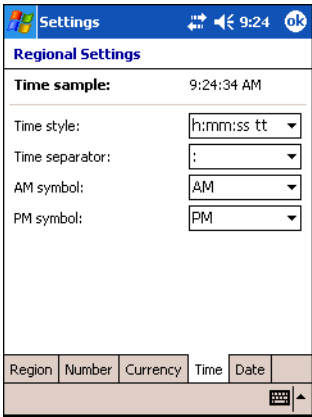 Settings 9:24 ok
Regional Settings
Time sample: 9:24:34 AM
Time style: h:mm:ss tt
Time separator: :
AM symbol: AM
PM symbol: PM
Region Number Currency Time Date